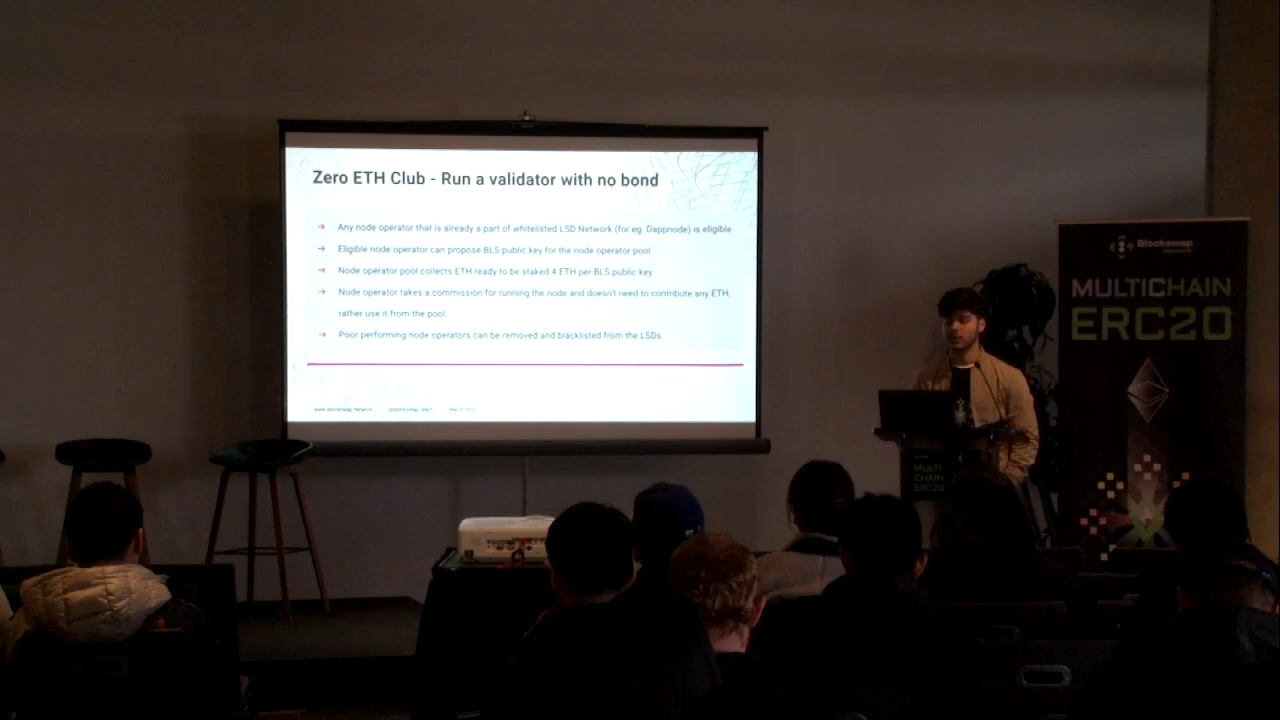 Zero ETH Club - Run a validator with no bond
➔ Any node operator that is already a part of whitelisted LSD Network (for eg. Dappnode) is eligible
➔ Eligible node operator can propose BLS public key for the node operator pool
➔ Node operator pool collects ETH ready to be staked 4 ETH per BLS public key
➔ Node operator takes a commission for running the node and doesn't need to contribute any ETH,
rather use it from the pool
➔ Poor performing node operators can be removed and blacklisted from the LSDs
www.blockswap.network
Blockswap
MULTICHAIN
ERC20
MULTI
CHAIN
ERC20